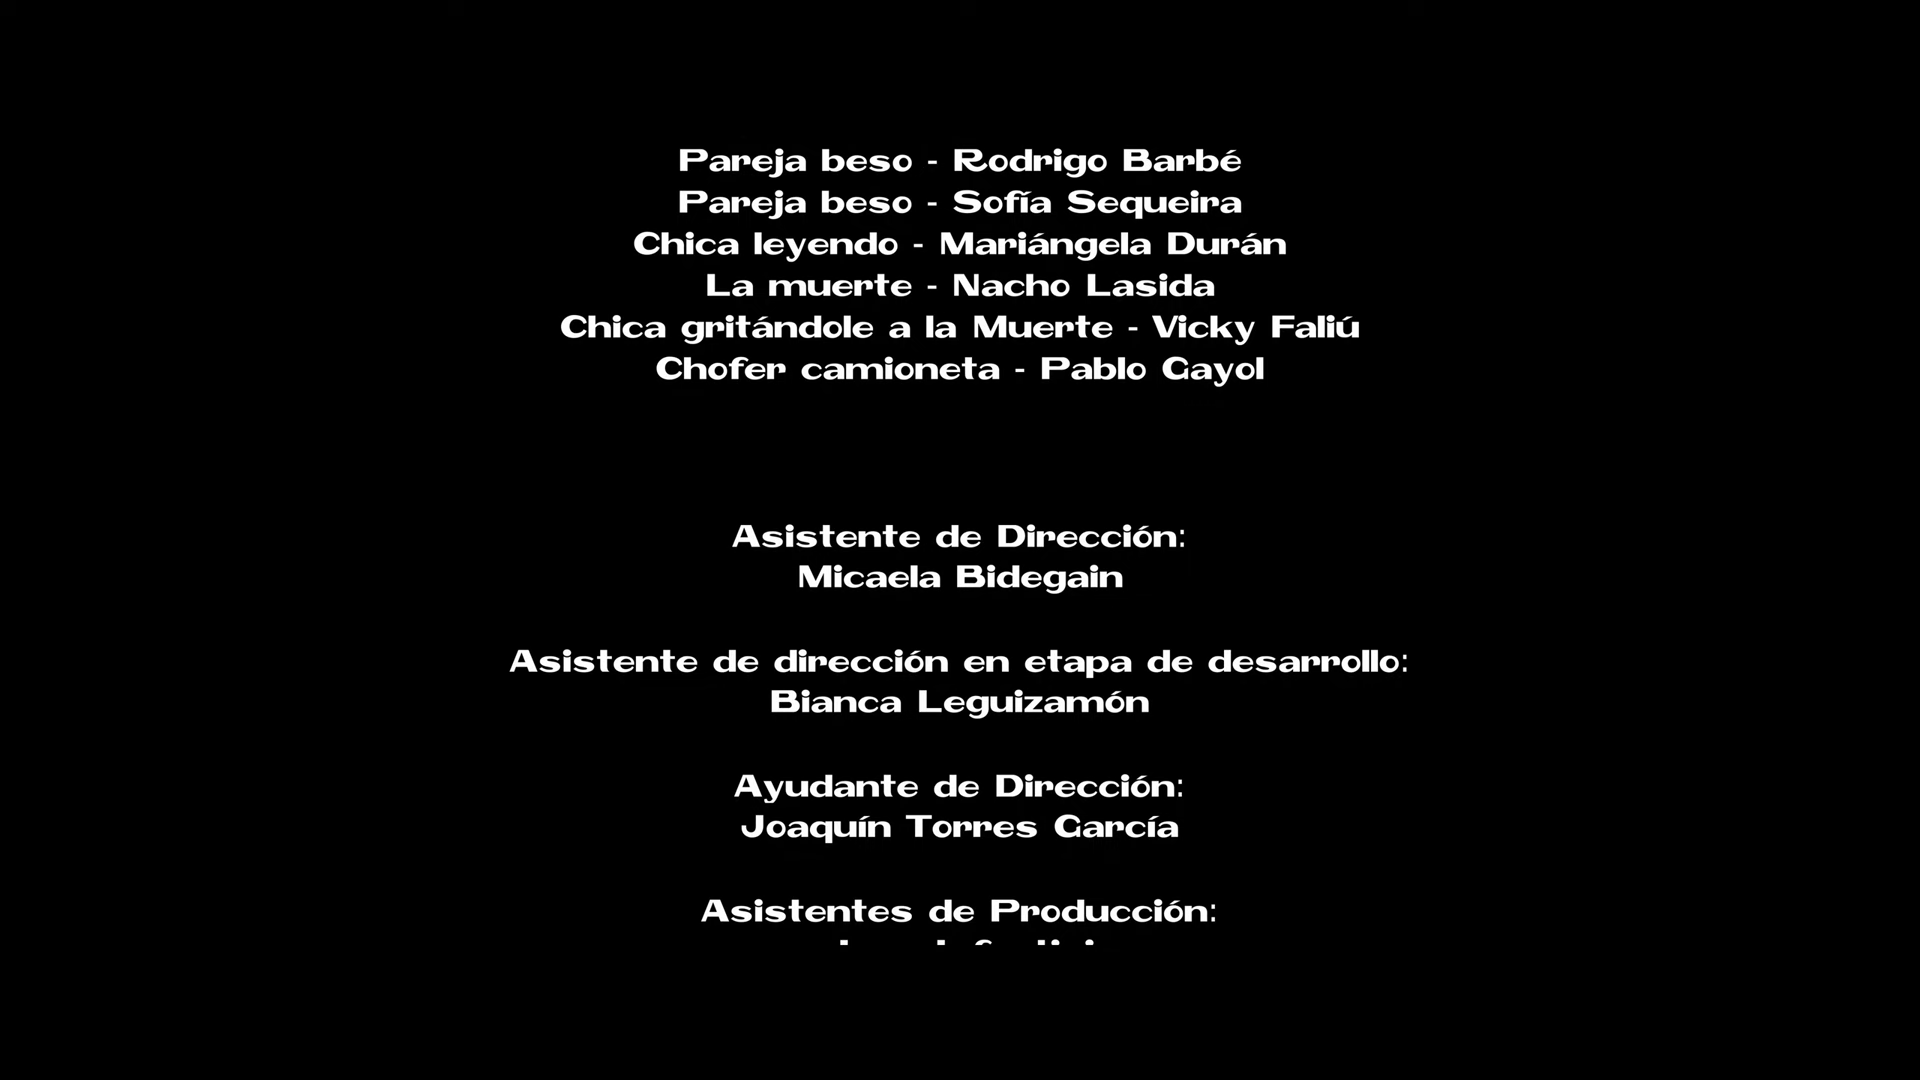 Pareja beso - Rodrigo Barbé
Pareja beso - Sofía Sequeira
Chica leyendo - Mariángela Durán
La muerte - Nacho Lasida
Chica gritándole a la Muerte - Vicky Faliú
Chofer camioneta - Pablo Gayol
Asistente de Dirección:
Micaela Bidegain
Asistente de dirección en etapa de desarrollo:
Bianca Leguizamón
Ayudante de Dirección:
Joaquín Torres García
Asistentes de Producción: